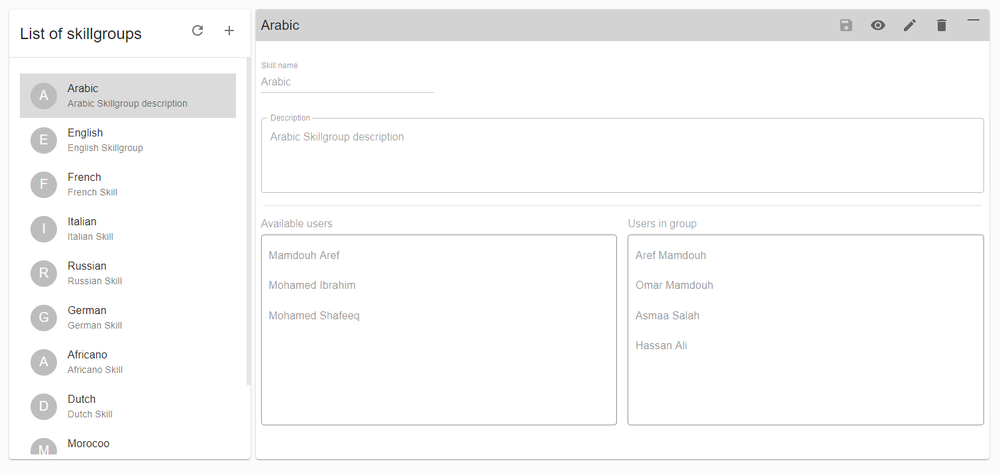 List of skillgroups
A
Arabic
Arabic Skillgroup description
E
English
English Skillgroup
F
French
French Skill
I
Italian
Italian Skill
R
Russian
Russian Skill
G
German
German Skill
A
Africano
Africano Skill
D
Dutch
Dutch Skill
M
Morocoo
Arabic
Skill name
Arabic
Description
Arabic Skillgroup description
Available users
Mamdouh Aref
Mohamed Ibrahim
Mohamed Shafeeq
Users in group
Aref Mamdouh
Omar Mamdouh
Asmaa Salah
Hassan Ali